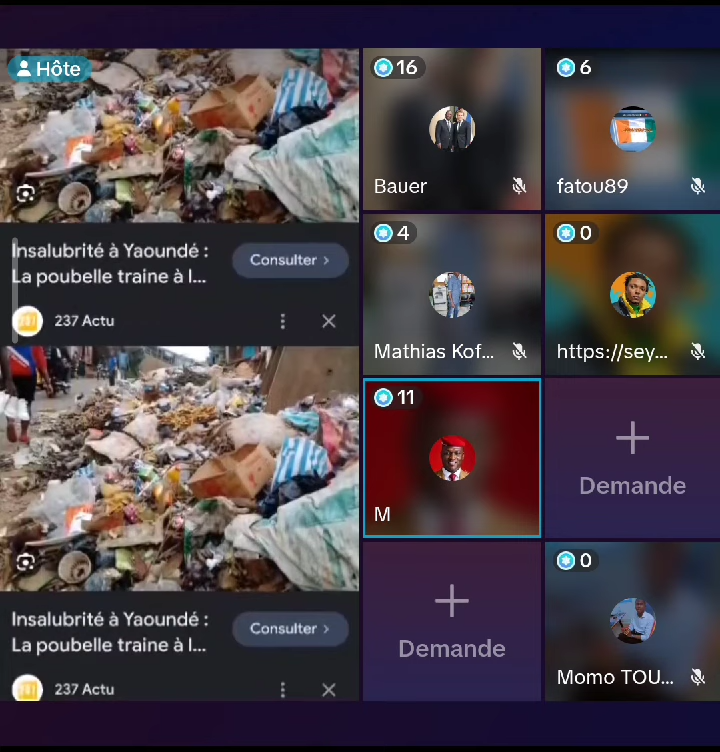 Hôte
Insalubrité à Yaoundé :
La poubelle traine à l...
Consulter >
237 Actu
Insalubrité à Yaoundé :
La poubelle traine à l...
Consulter >
237 Actu
16
Bauer
6
fatou89
4
Mathias Kof...
0
https://sey...
11
M
Demande
Demande
0
Momo TOU...